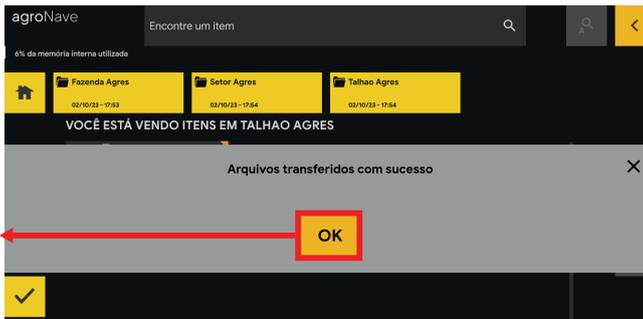 agroNave
Encontre um item
A
6% da memória interna utilizada
Fazenda Agres
02/10/23 - 17:53
Setor Agres
02/10/23 - 17:54
Talhao Agres
02/10/23 - 17:54
VOCÊ ESTÁ VENDO ITENS EM TALHAO AGRES
Arquivos transferidos com sucesso
OK